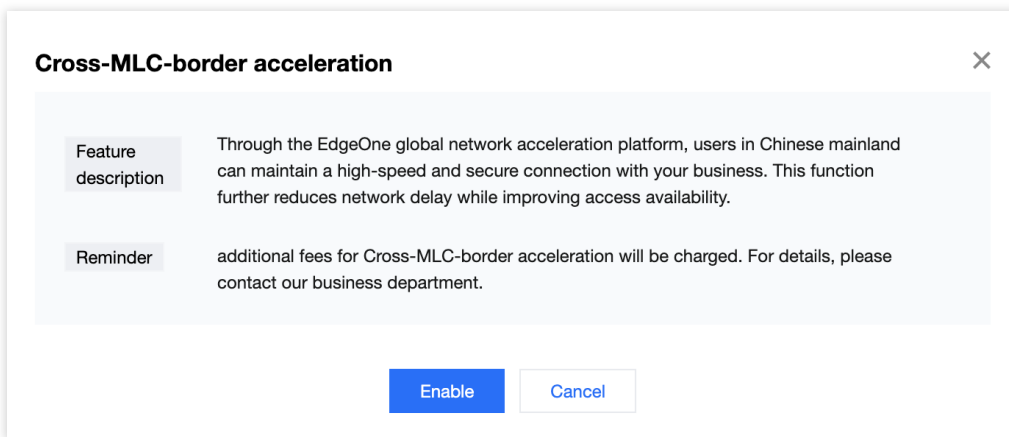 Cross-MLC-border acceleration
Feature
description
Through the EdgeOne global network acceleration platform, users in Chinese mainland
can maintain a high-speed and secure connection with your business. This function
further reduces network delay while improving access availability.
Reminder
additional fees for Cross-MLC-border acceleration will be charged. For details, please
contact our business department.
Enable
Cancel